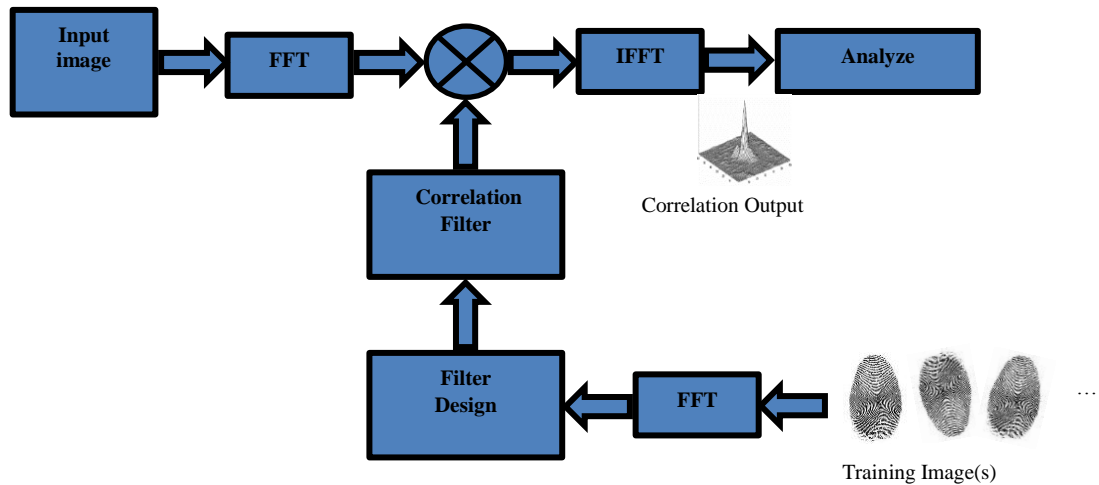 Input
image
FFT
IFFT
Analyze
Correlation Output
Correlation
Filter
Filter
Design
FFT
...
Training Image(s)